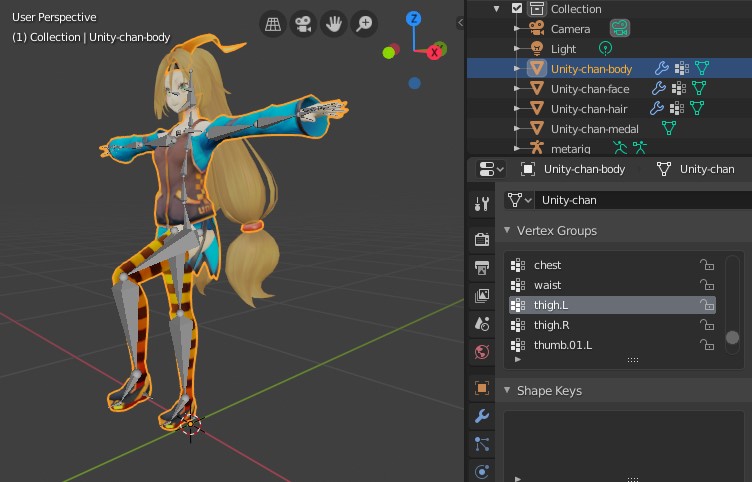 User Perspective
(1) Collection | Unity-chan-body
Z
X
Collection
Camera
Light
Unity-chan-body
Unity-chan-face
Unity-chan-hair
Unity-chan-medal
metarig
Unity-chan-body
Unity-chan
Unity-chan
Vertex Groups
chest
waist
thigh.L
thigh.R
thumb.01.L
Shape Keys